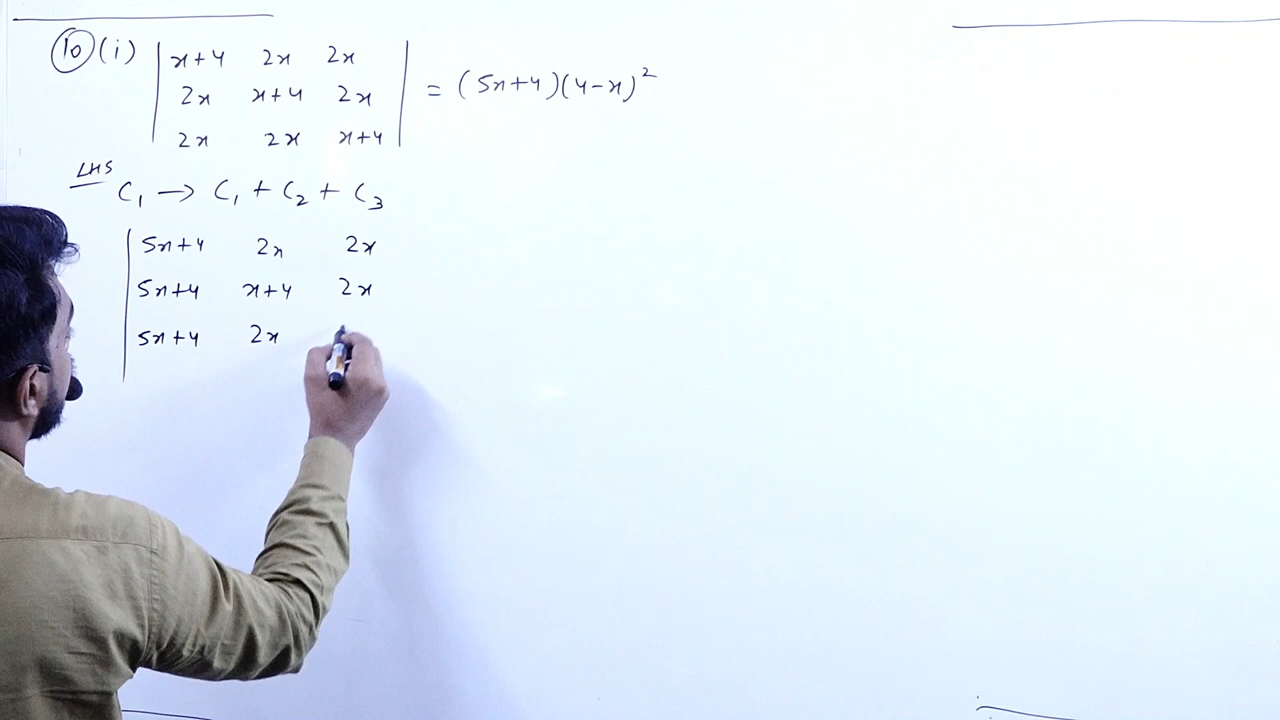 10 (i) | x+4 2x 2x |
| 2x x+4 2x | = (5x+4)(4-x)²
| 2x 2x x+4 |
LHS
C₁ → C₁ + C₂ + C₃
| 5x+4 2x 2x
| 5x+4 x+4 2x
| 5x+4 2x